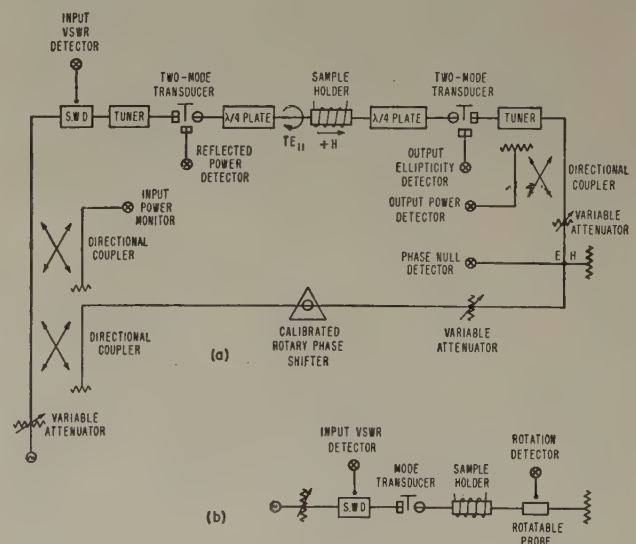 INPUT
VSWR
DETECTOR
TWO-MODE
TRANSDUCER
SAMPLE
HOLDER
TWO-MODE
TRANSDUCER
S.W.D
TUNER
λ/4 PLATE
λ/4 PLATE
TUNER
TE11
+H
REFLECTED
POWER
DETECTOR
OUTPUT
ELLIPTICITY
DETECTOR
DIRECTIONAL
COUPLER
INPUT
POWER
MONITOR
OUTPUT POWER
DETECTOR
VARIABLE
ATTENUATOR
DIRECTIONAL
COUPLER
PHASE NULL
DETECTOR
E H
DIRECTIONAL
COUPLER
CALIBRATED
ROTARY PHASE
SHIFTER
VARIABLE
ATTENUATOR
(a)
VARIABLE
ATTENUATOR
INPUT VSWR
DETECTOR
MODE
TRANSDUCER
SAMPLE
HOLDER
ROTATION
DETECTOR
S.W.D
(b)
ROTATABLE
PROBE